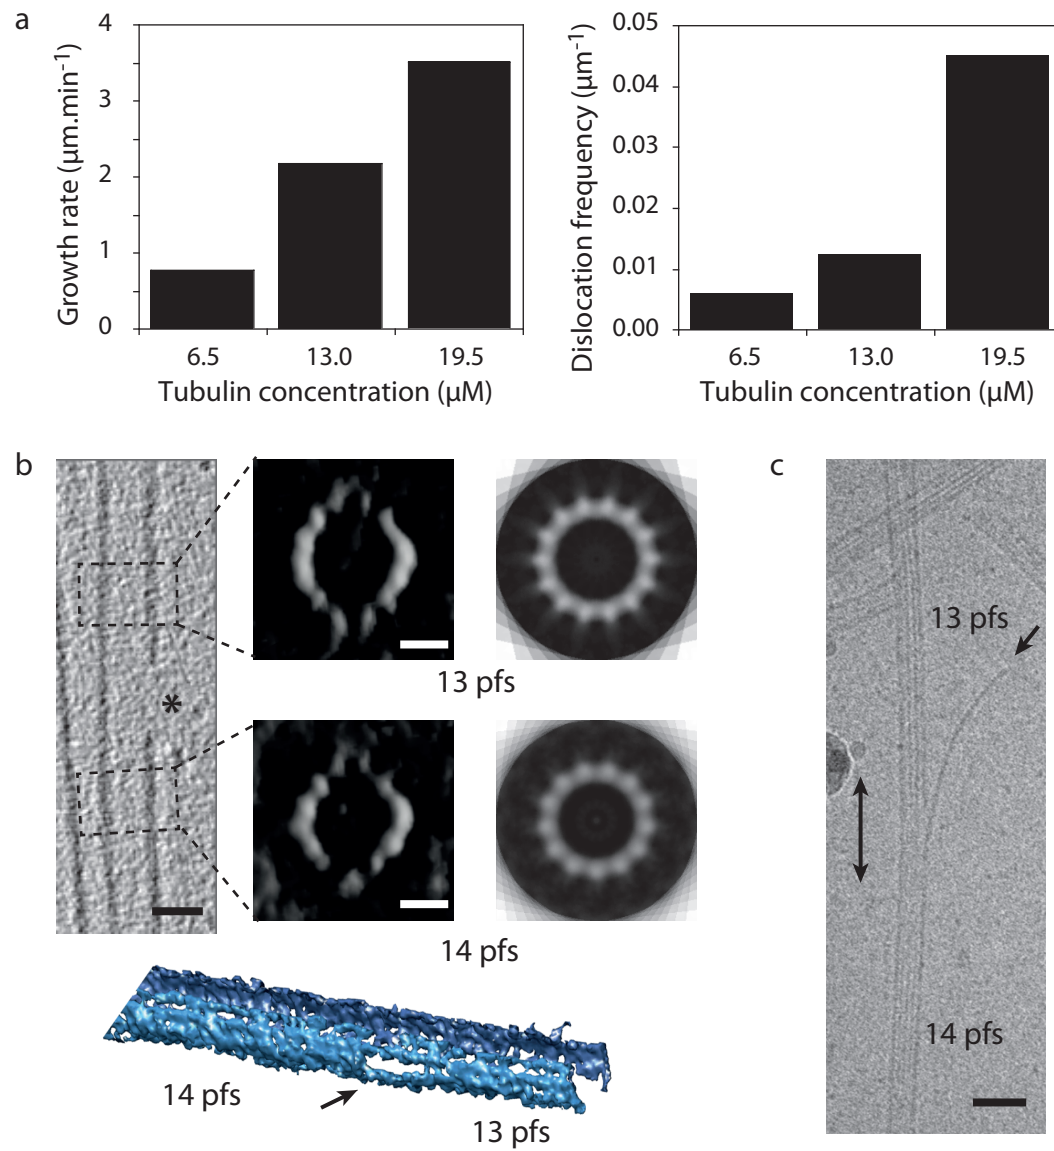 a
Growth rate (µm.min-1)
4
3
2
1
0
6.5 13.0 19.5
Tubulin concentration (µM)
Dislocation frequency (µm-1)
0.05
0.04
0.03
0.02
0.01
0.00
6.5 13.0 19.5
Tubulin concentration (µM)
b
*
13 pfs
14 pfs
14 pfs
13 pfs
c
13 pfs
14 pfs